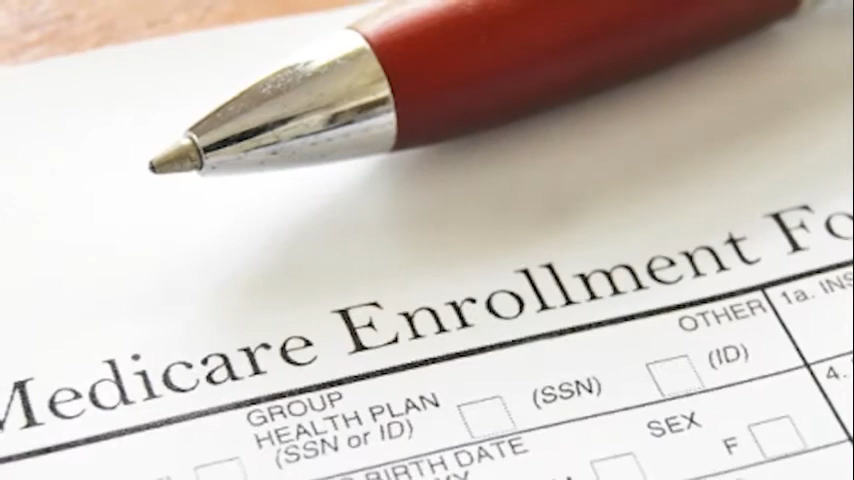 Medicare Enrollment Fo
OTHER 1a. INS
GROUP
HEALTH PLAN (SSN) (ID)
(SSN or ID)
4.
BIRTH DATE SEX
F